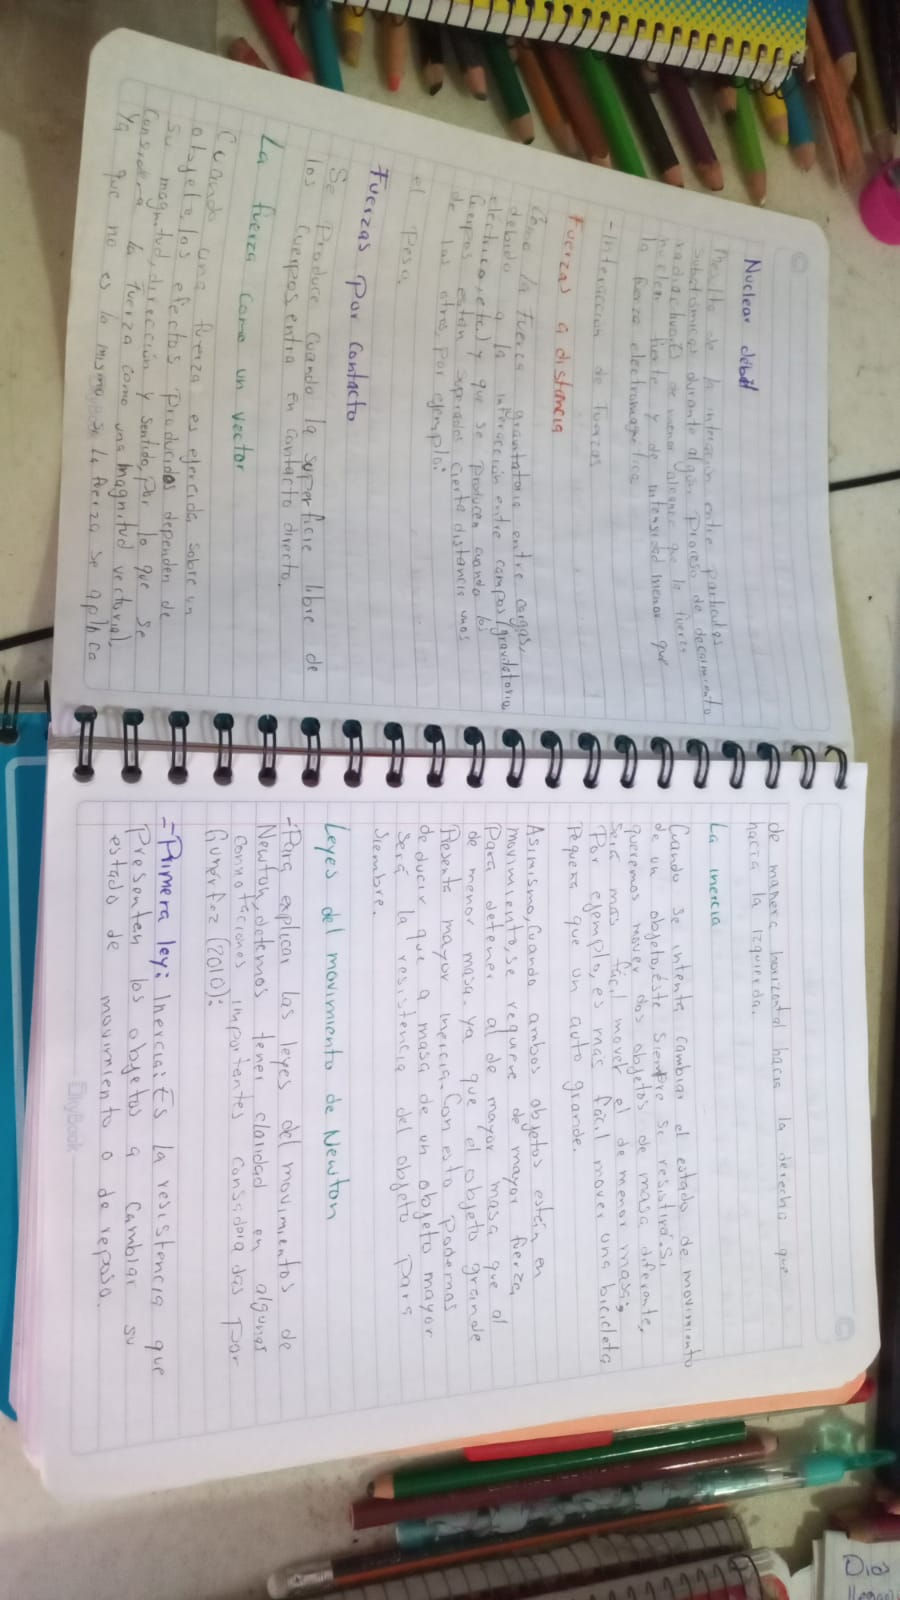 Nuclear débil
Resulta de la interacción entre partículas
subatómicas durante algún proceso de decaimiento
radiactivo. Es de menor alcance que la fuerza
nuclear fuerte y de intensidad menor que
la fuerza electromagnética
- Interacción de fuerzas
Fuerzas a distancia
Como la fuerza gravitatoria entre cargas,
debido a la interacción entre campos (gravitatoria,
eléctrico, etc) y que se producen cuando los
Cuerpos están separados cierta distancia unos
de los otros, por ejemplo:
el Peso.
Fuerzas Por Contacto
Se Produce Cuando la superficie libre de
los Cuerpos entra en Contacto directo.
La fuerza como un vector
Cuando una fuerza es ejercida sobre un
objeto, los efectos Producidos dependen de
su magnitud, dirección y sentido, Por lo que se
Considera la fuerza como una magnitud vectorial,
Ya que no es lo mismo la fuerza se aplica
de manera horizontal hacia la derecha que
hacia la izquierda.
La inercia
Cuando se intenta cambiar el estado de movimiento
de un objeto, éste siempre se resistirá. Si
queremos mover dos objetos de masa diferente,
será más fácil mover el de menor masa;
Por ejemplo, es mas fácil mover una bicicleta
Pequeña que un auto grande.
Asimismo, Cuando ambos objetos están en
movimiento, se requiere de mayor fuerza
Para detener al de mayor masa que al
de menor masa. ya que el objeto grande
Presenta mayor inercia. Con esto Podemos
deducir que a masa de un objeto mayor
será la resistencia del objeto para
Siembre.
Leyes del movimiento de Newton
- Para explicar las leyes del movimientos de
Newton, detemos tener claridad en algunas
connotaciones importantes consideradas por
(2010):
- Primera ley: Inercia: Es la resistencia que
Presenten los objetos a Cambiar su
estado de movimiento o de reposo.
Dios